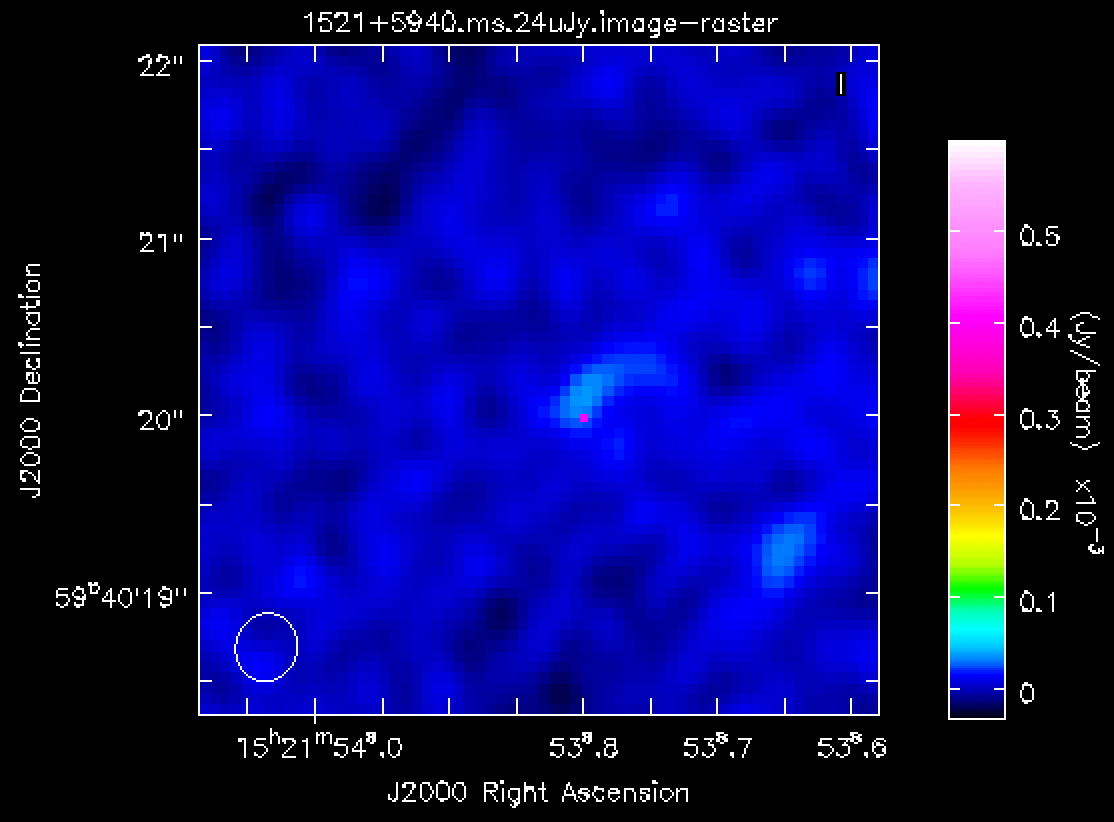 1521+5940.ms.24uJy.image-raster
22"
I
21"
20"
59°40'19"
J2000 Declination
15ʰ21ᵐ54ˢ.0
53ˢ.8
53ˢ.7
53ˢ.6
J2000 Right Ascension
0.5
0.4
0.3
0.2
0.1
0
(Jy/beam) x10⁻³